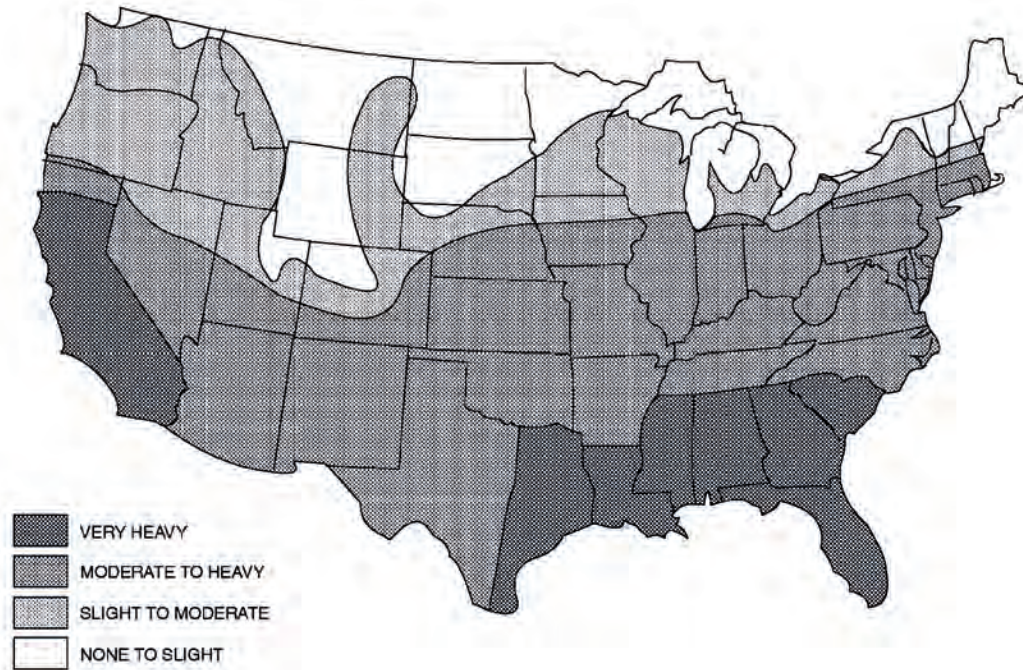 VERY HEAVY
MODERATE TO HEAVY
SLIGHT TO MODERATE
NONE TO SLIGHT